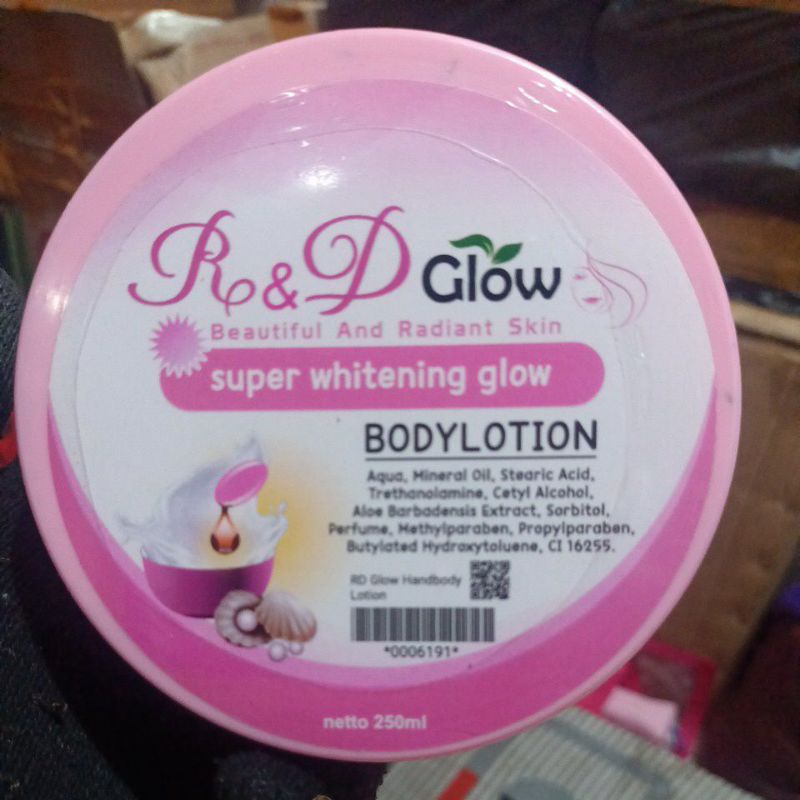 R & D Glow
Beautiful And Radiant Skin
super whitening glow
BODYLOTION
Aqua, Mineral Oil, Stearic Acid,
Trethanolamine, Cetyl Alcohol,
Aloe Barbadensis Extract, Sorbitol,
Perfume, Methylparaben, Propylparaben,
Butylated Hydroxytoluene, CI 16255.
RD Glow Handbody
Lotion
*0006191*
netto 250ml